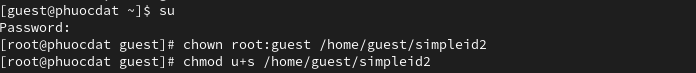 [guest@phuocdat ~]$ su
Password:
[root@phuocdat guest]# chown root:guest /home/guest/simpleid2
[root@phuocdat guest]# chmod u+s /home/guest/simpleid2